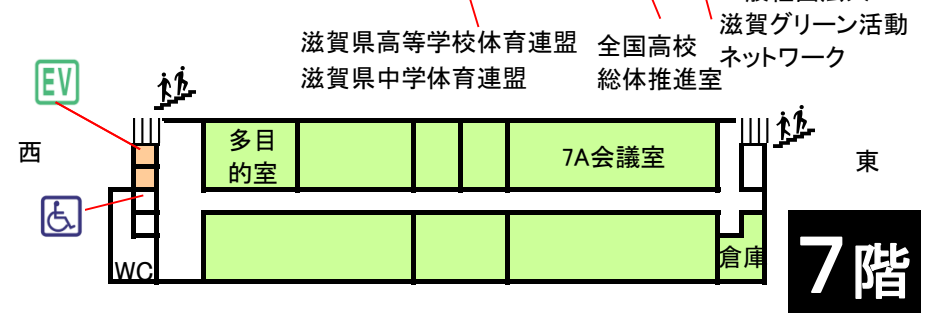 滋賀県高等学校体育連盟
滋賀県中学体育連盟
全国高校
総体推進室
滋賀グリーン活動
ネットワーク
EV
西
多目
的室
7A会議室
東
WC
倉庫
7階